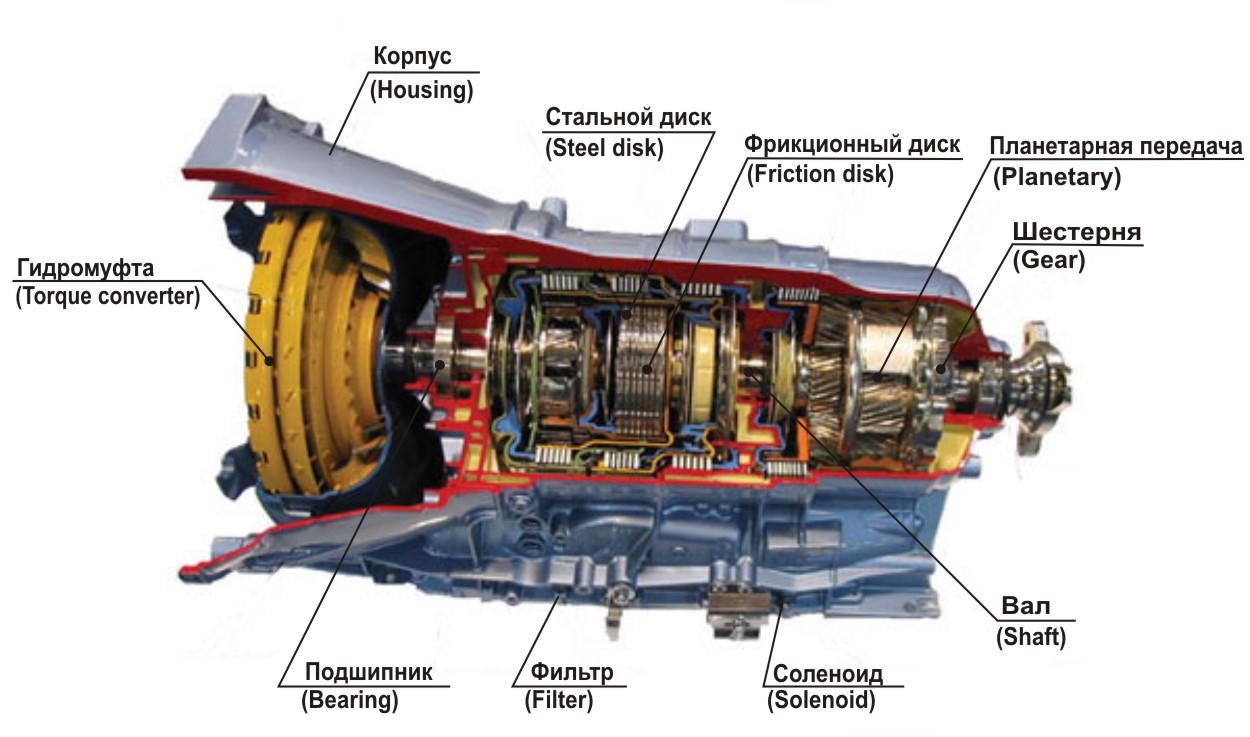 Корпус
(Housing)
Стальной диск
(Steel disk)
Фрикционный диск
(Friction disk)
Планетарная передача
(Planetary)
Шестерня
(Gear)
Гидромуфта
(Torque converter)
Вал
(Shaft)
Подшипник
(Bearing)
Фильтр
(Filter)
Соленоид
(Solenoid)